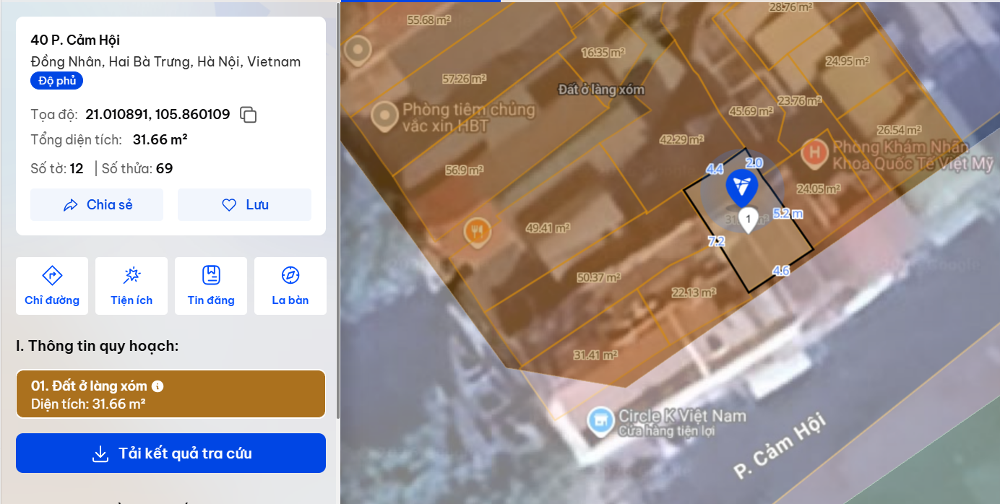 40 P. Cảm Hội
Đồng Nhân, Hai Bà Trưng, Hà Nội, Vietnam
Độ phủ
Tọa độ: 21.010891, 105.860109
Tổng diện tích: 31.66 m²
Số tờ: 12 | Số thửa: 69
Chia sẻ
Lưu
Chỉ đường
Tiện ích
Tin đăng
La bàn
I. Thông tin quy hoạch:
01. Đất ở làng xóm
Diện tích: 31.66 m²
Tải kết quả tra cứu
28.76 m²
55.68 m²
16.35 m²
24.95 m²
57.26 m²
Đất ở làng xóm
23.76 m²
45.69 m²
Phòng tiêm chủng
vắc xin HBT
26.54 m²
42.29 m²
H
Phòng Khám Nhãn
Khoa Quốc Tế Việt Mỹ
2.0
4.4
56.9 m²
24.05 m²
5.2 m
1
49.41 m²
7.2
4.6
50.37 m²
22.13 m²
31.41 m²
Circle K Việt Nam
Cửa hàng tiện lợi
P. Cảm Hội